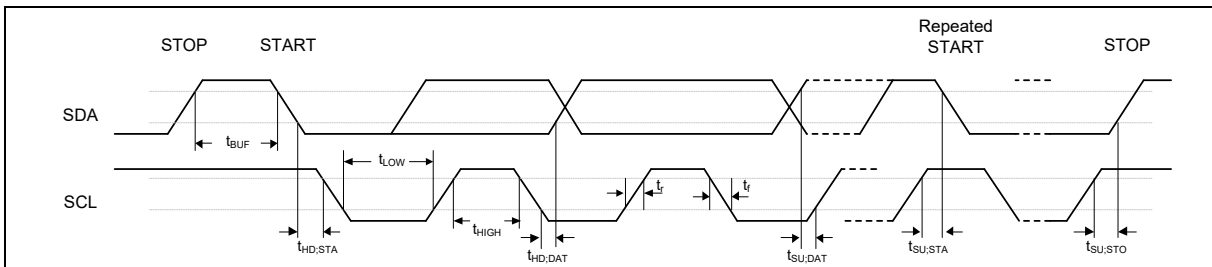 STOP START Repeated START STOP
SDA
tBUF
tLOW
SCL
tr
tf
tHIGH
tHD;STA
tHD;DAT
tSU;DAT
tSU;STA
tSU;STO